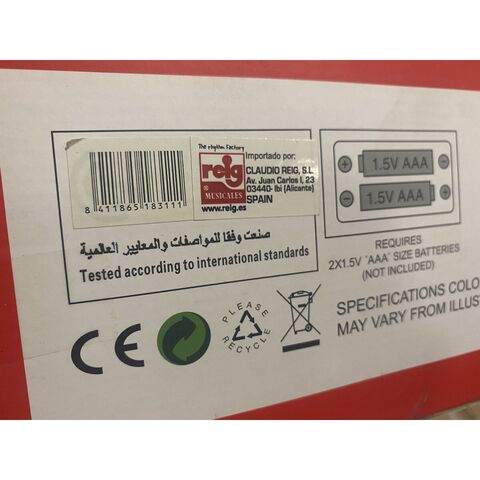 The rhythm Factory
reig
MUSICALES
www.reig.es
Importado por:
CLAUDIO REIG, S.L.
Av. Juan Carlos I, 23
03440- Ibi (Alicante)
SPAIN
8 411865 183111
صنعت وفقا للمواصفات والمعايير العالمية
Tested according to international standards
1.5V AAA
1.5V AAA
REQUIRES
2X1.5V "AAA" SIZE BATTERIES
(NOT INCLUDED)
CE
PLEASE
RECYCLE
SPECIFICATIONS COLO
MAY VARY FROM ILLUS